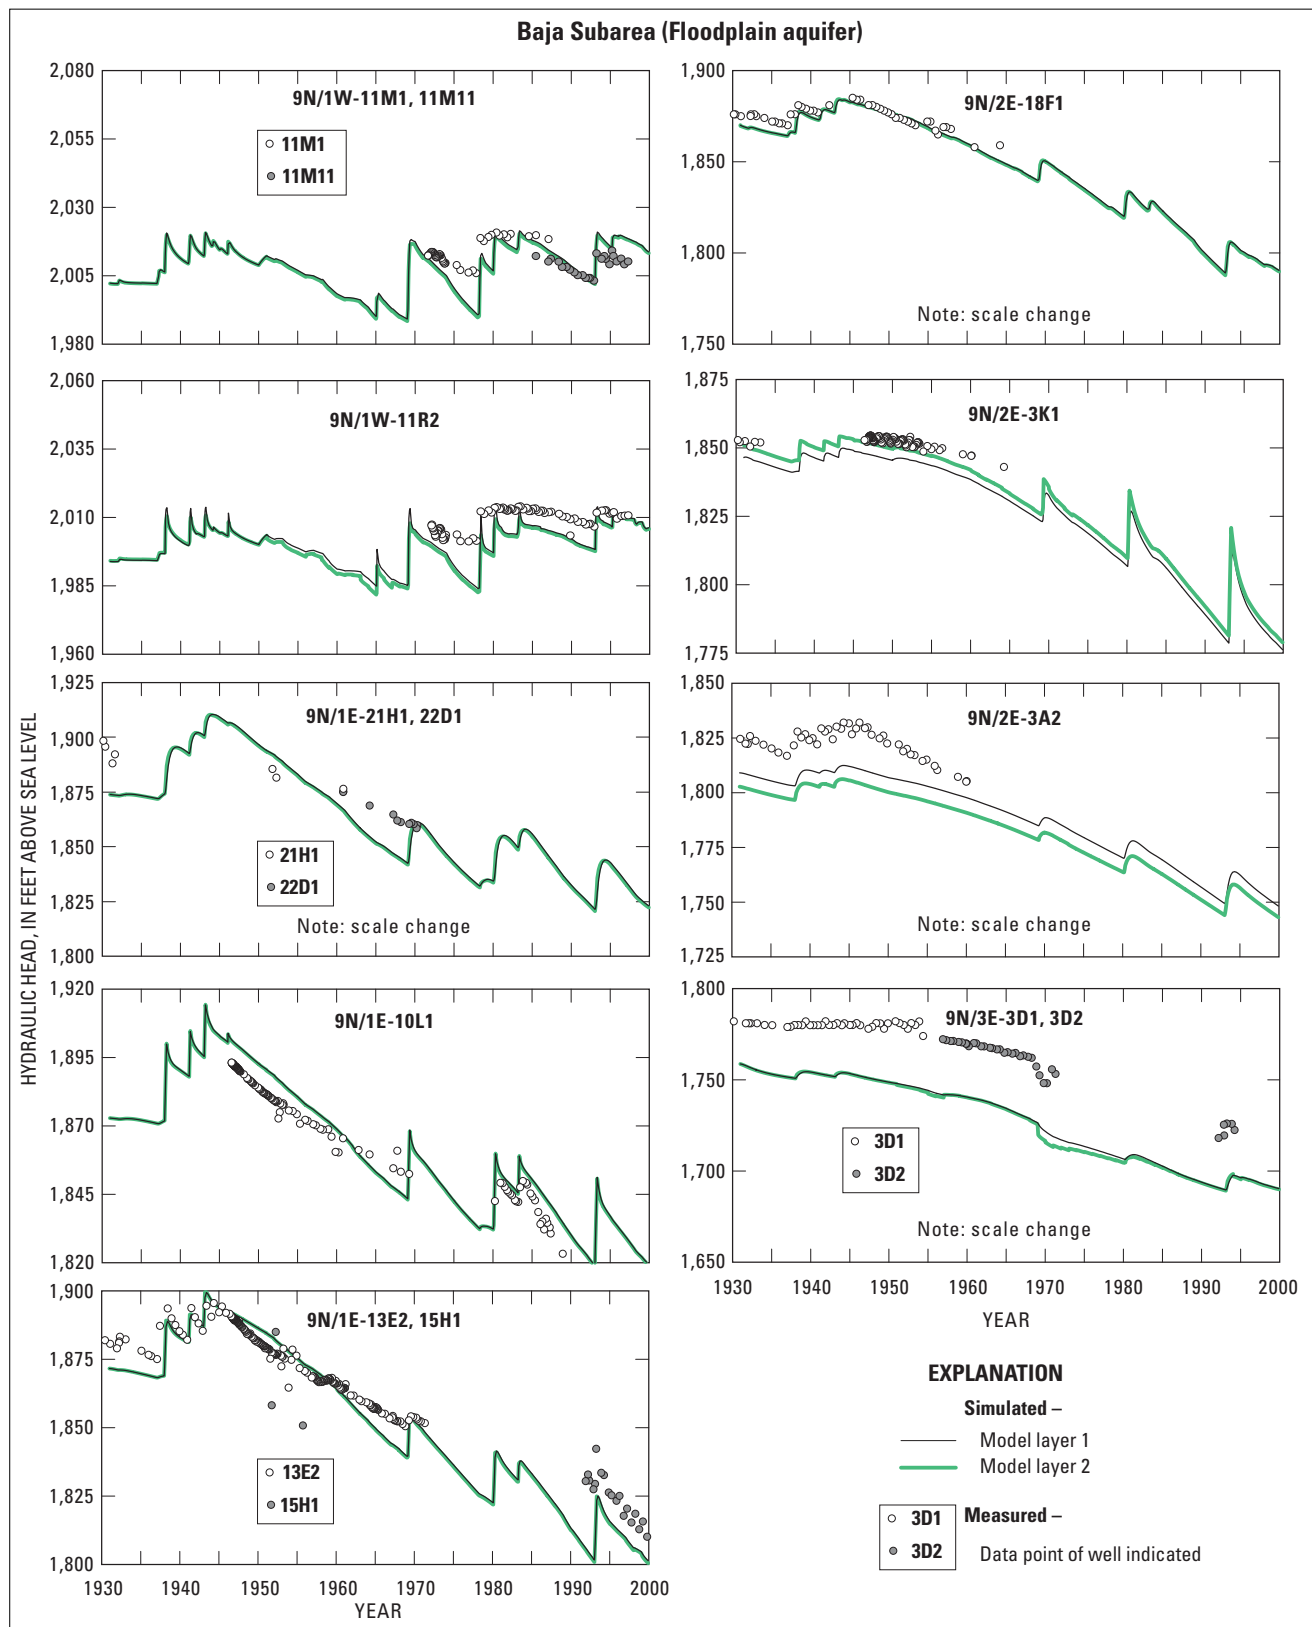 Baja Subarea (Floodplain aquifer)
HYDRAULIC HEAD, IN FEET ABOVE SEA LEVEL
2,080
2,055
2,030
2,005
1,980
9N/1W-11M1, 11M11
11M1
11M11
2,060
2,035
2,010
1,985
1,960
9N/1W-11R2
1,925
1,900
1,875
1,850
1,825
1,800
9N/1E-21H1, 22D1
21H1
22D1
Note: scale change
1,920
1,895
1,870
1,845
1,820
9N/1E-10L1
1,900
1,875
1,850
1,825
1,800
9N/1E-13E2, 15H1
13E2
15H1
1930 1940 1950 1960 1970 1980 1990 2000
YEAR
1,900
1,850
1,800
1,750
9N/2E-18F1
Note: scale change
1,875
1,850
1,825
1,800
1,775
9N/2E-3K1
1,850
1,825
1,800
1,775
1,750
1,725
9N/2E-3A2
Note: scale change
1,800
1,750
1,700
1,650
9N/3E-3D1, 3D2
3D1
3D2
Note: scale change
1930 1940 1950 1960 1970 1980 1990 2000
YEAR
EXPLANATION
Simulated –
Model layer 1
Model layer 2
Measured –
3D1
3D2
Data point of well indicated